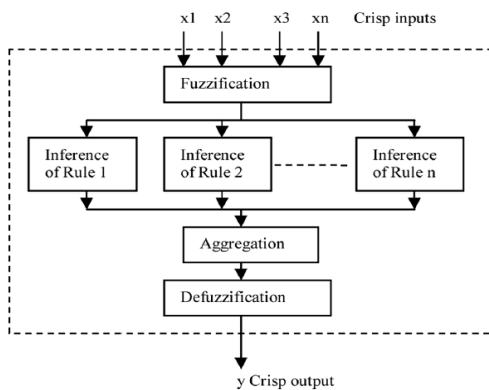 x1 x2 x3 xn Crisp inputs
Fuzzification
Inference
of Rule 1
Inference
of Rule 2
Inference
of Rule n
Aggregation
Defuzzification
y Crisp output